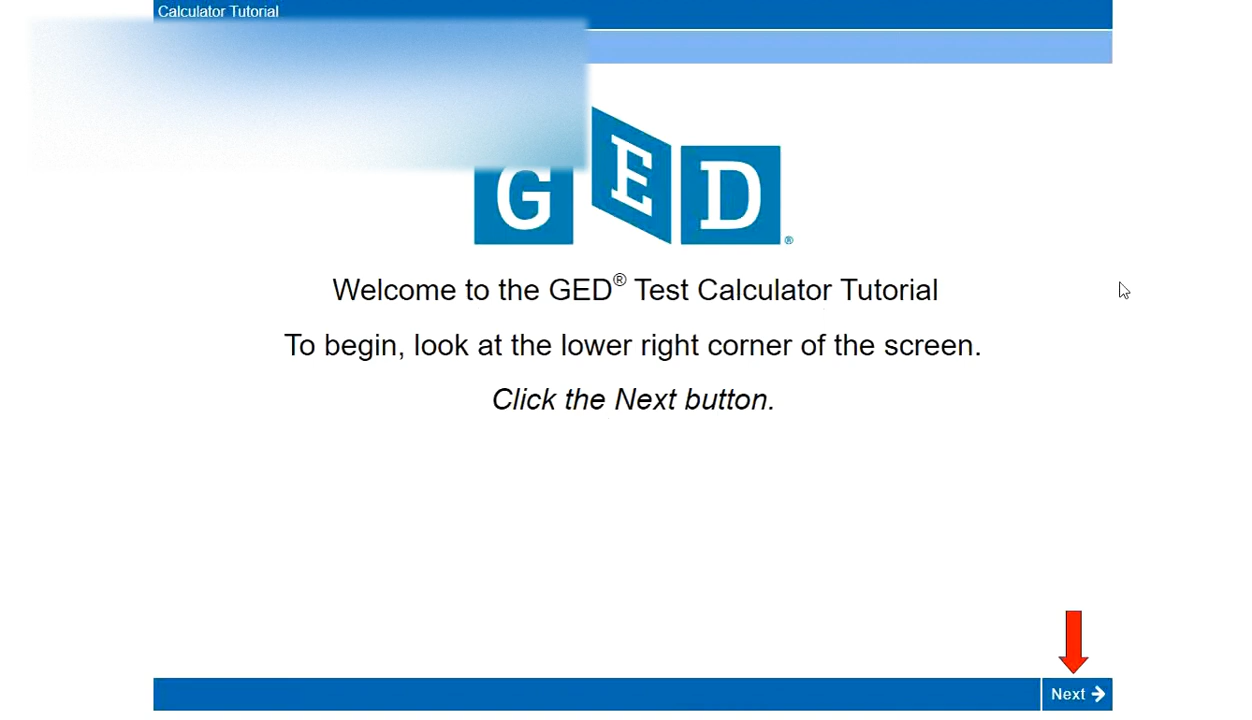 Calculator Tutorial
GED®
Welcome to the GED® Test Calculator Tutorial
To begin, look at the lower right corner of the screen.
Click the Next button.
Next